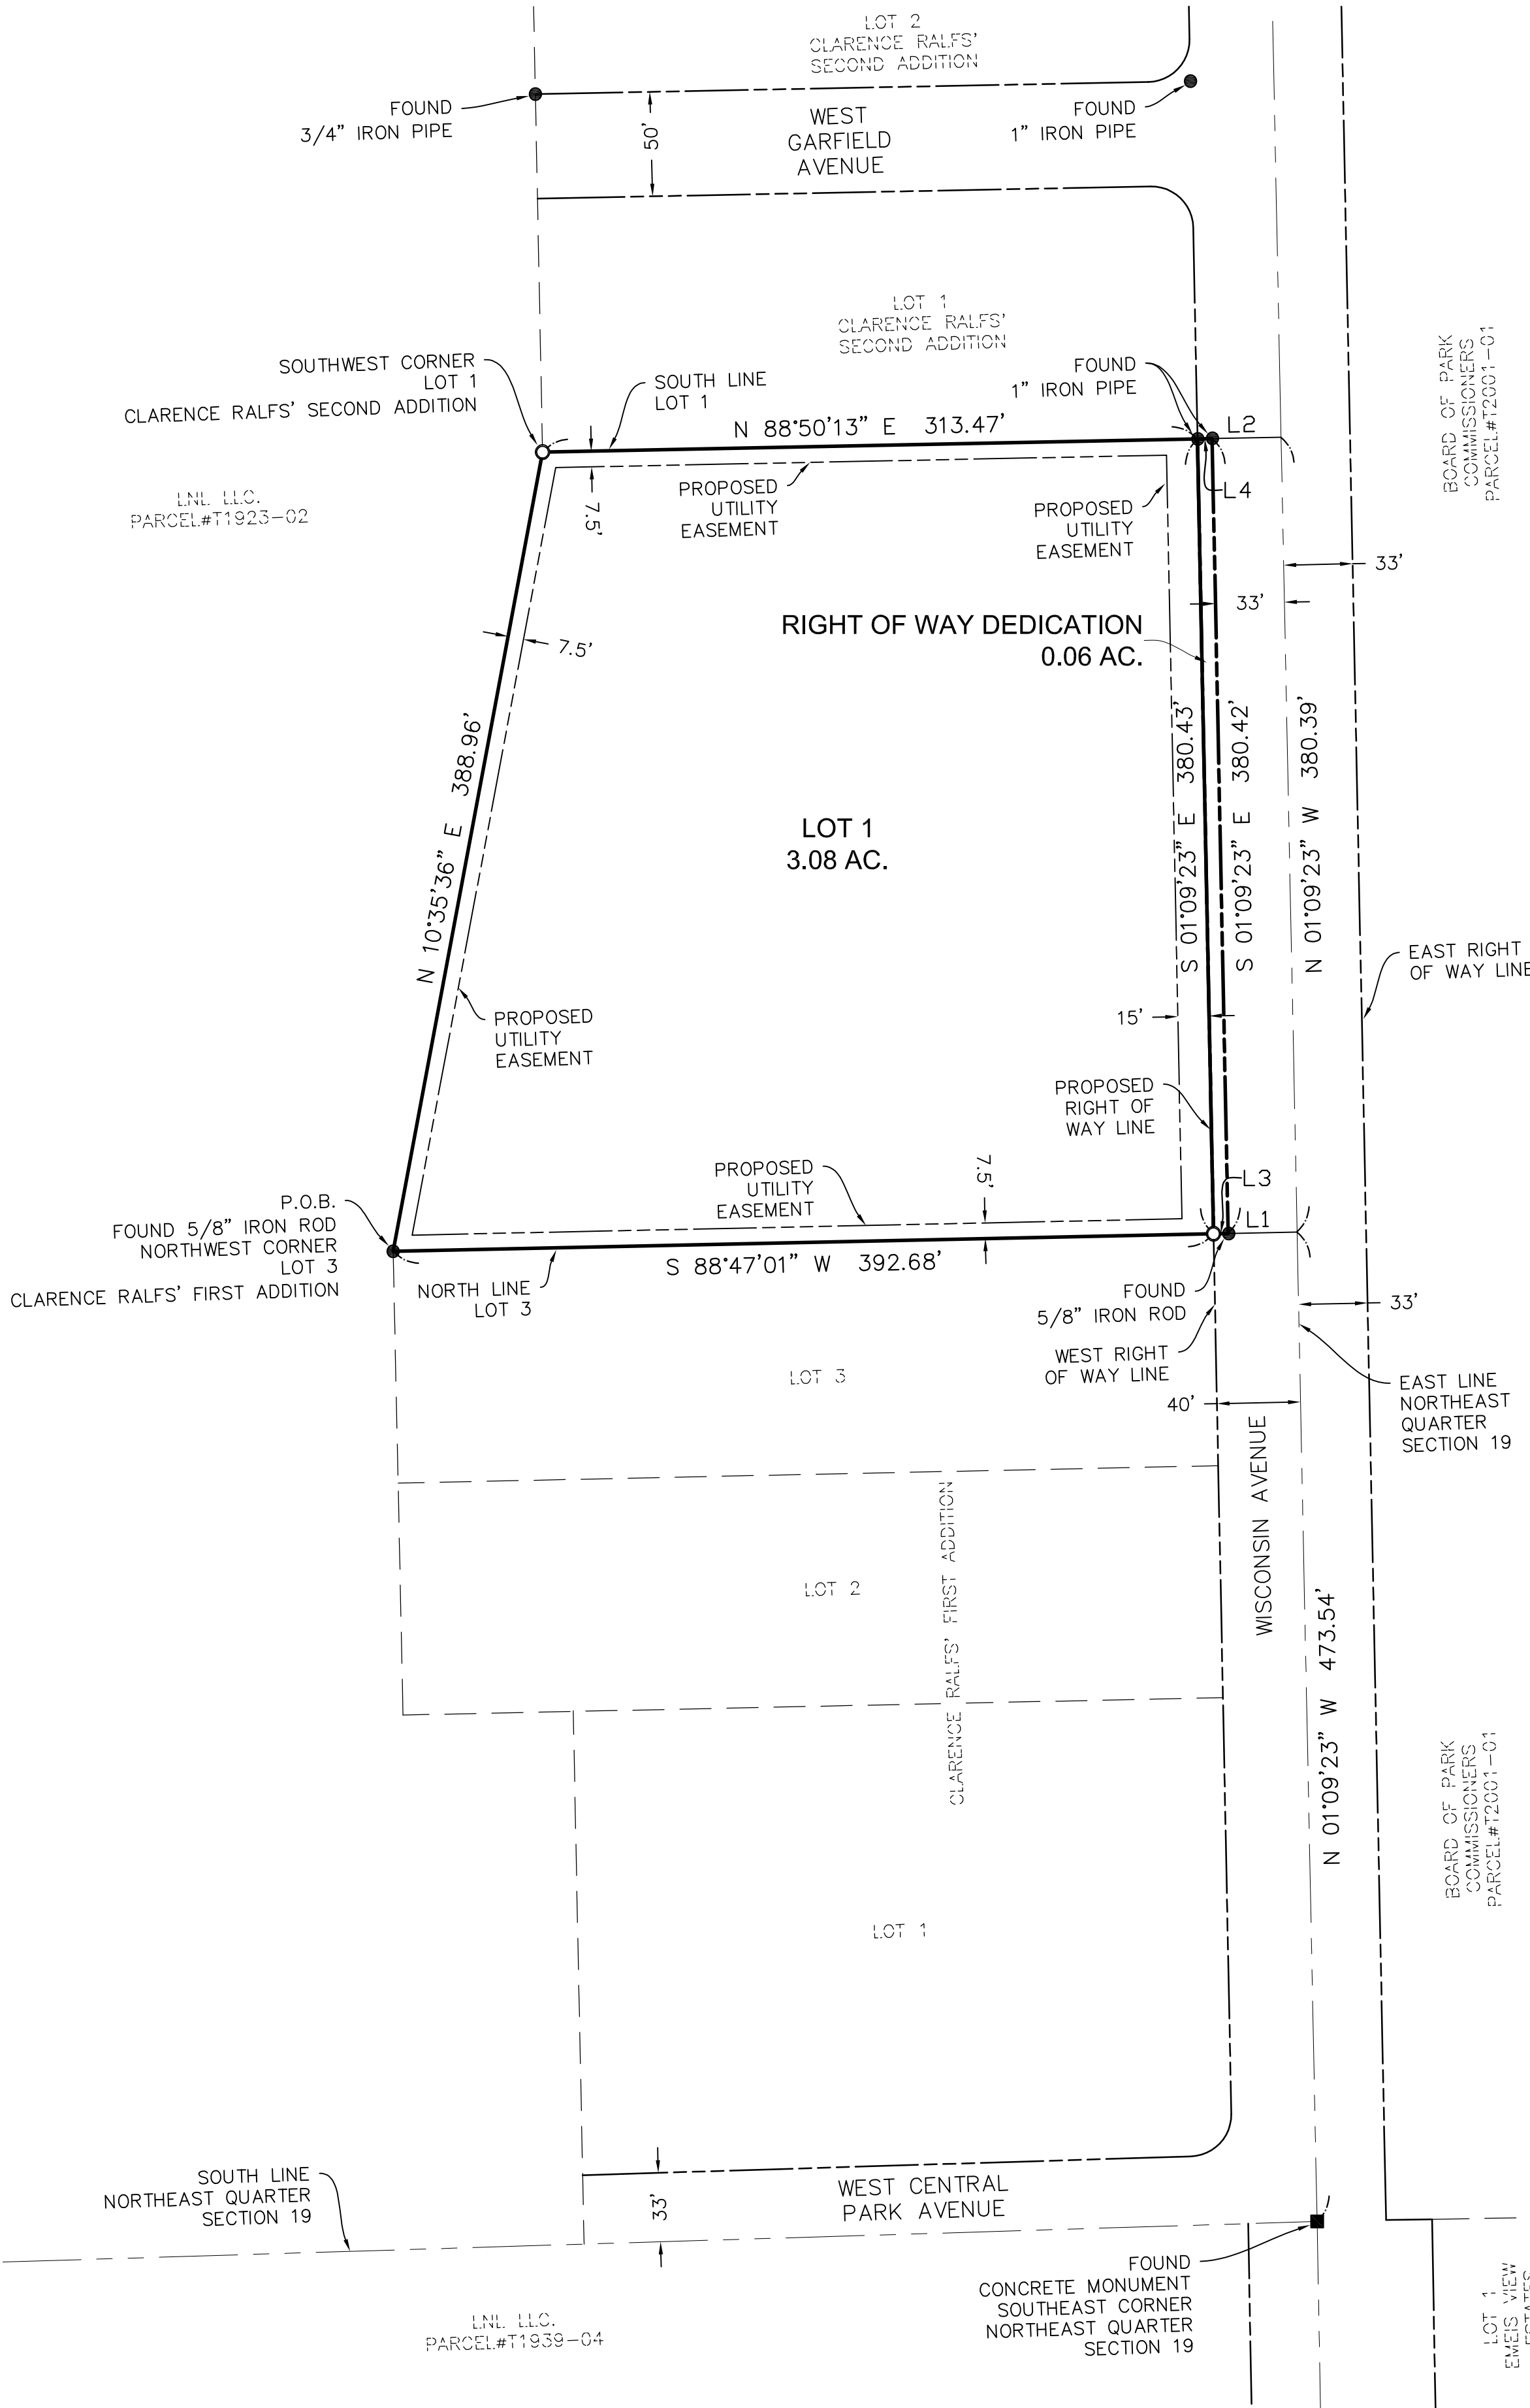 LOT 2
CLARENCE RALFS'
SECOND ADDITION
FOUND
3/4" IRON PIPE
50'
WEST
GARFIELD
AVENUE
FOUND
1" IRON PIPE
LOT 1
CLARENCE RALFS'
SECOND ADDITION
SOUTHWEST CORNER
LOT 1
CLARENCE RALFS' SECOND ADDITION
SOUTH LINE
LOT 1
FOUND
1" IRON PIPE
N 88°50'13" E 313.47'
L2
L4
BOARD OF PARK
COMMISSIONERS
PARCEL#T2001-01
LNL LLC.
PARCEL#T1923-02
7.5'
PROPOSED
UTILITY
EASEMENT
PROPOSED
UTILITY
EASEMENT
33'
33'
7.5'
RIGHT OF WAY DEDICATION
0.06 AC.
N 10°35'36" E 388.96'
S 01°09'23" E 380.43'
S 01°09'23" E 380.42'
N 01°09'23" W 380.39'
LOT 1
3.08 AC.
EAST RIGHT
OF WAY LINE
PROPOSED
UTILITY
EASEMENT
15'
PROPOSED
RIGHT OF
WAY LINE
PROPOSED
UTILITY
EASEMENT
7.5'
L3
L1
P.O.B.
FOUND 5/8" IRON ROD
NORTHWEST CORNER
LOT 3
CLARENCE RALFS' FIRST ADDITION
NORTH LINE
LOT 3
S 88°47'01" W 392.68'
FOUND
5/8" IRON ROD
33'
WEST RIGHT
OF WAY LINE
LOT 3
40'
EAST LINE
NORTHEAST
QUARTER
SECTION 19
WISCONSIN AVENUE
CLARENCE RALFS' FIRST ADDITION
LOT 2
N 01°09'23" W 473.54'
BOARD OF PARK
COMMISSIONERS
PARCEL#T2001-01
LOT 1
SOUTH LINE
NORTHEAST QUARTER
SECTION 19
33'
WEST CENTRAL
PARK AVENUE
FOUND
CONCRETE MONUMENT
SOUTHEAST CORNER
NORTHEAST QUARTER
SECTION 19
LNL LLC.
PARCEL#T1939-04
LOT 1
EMEIS VIEW
ESTATES